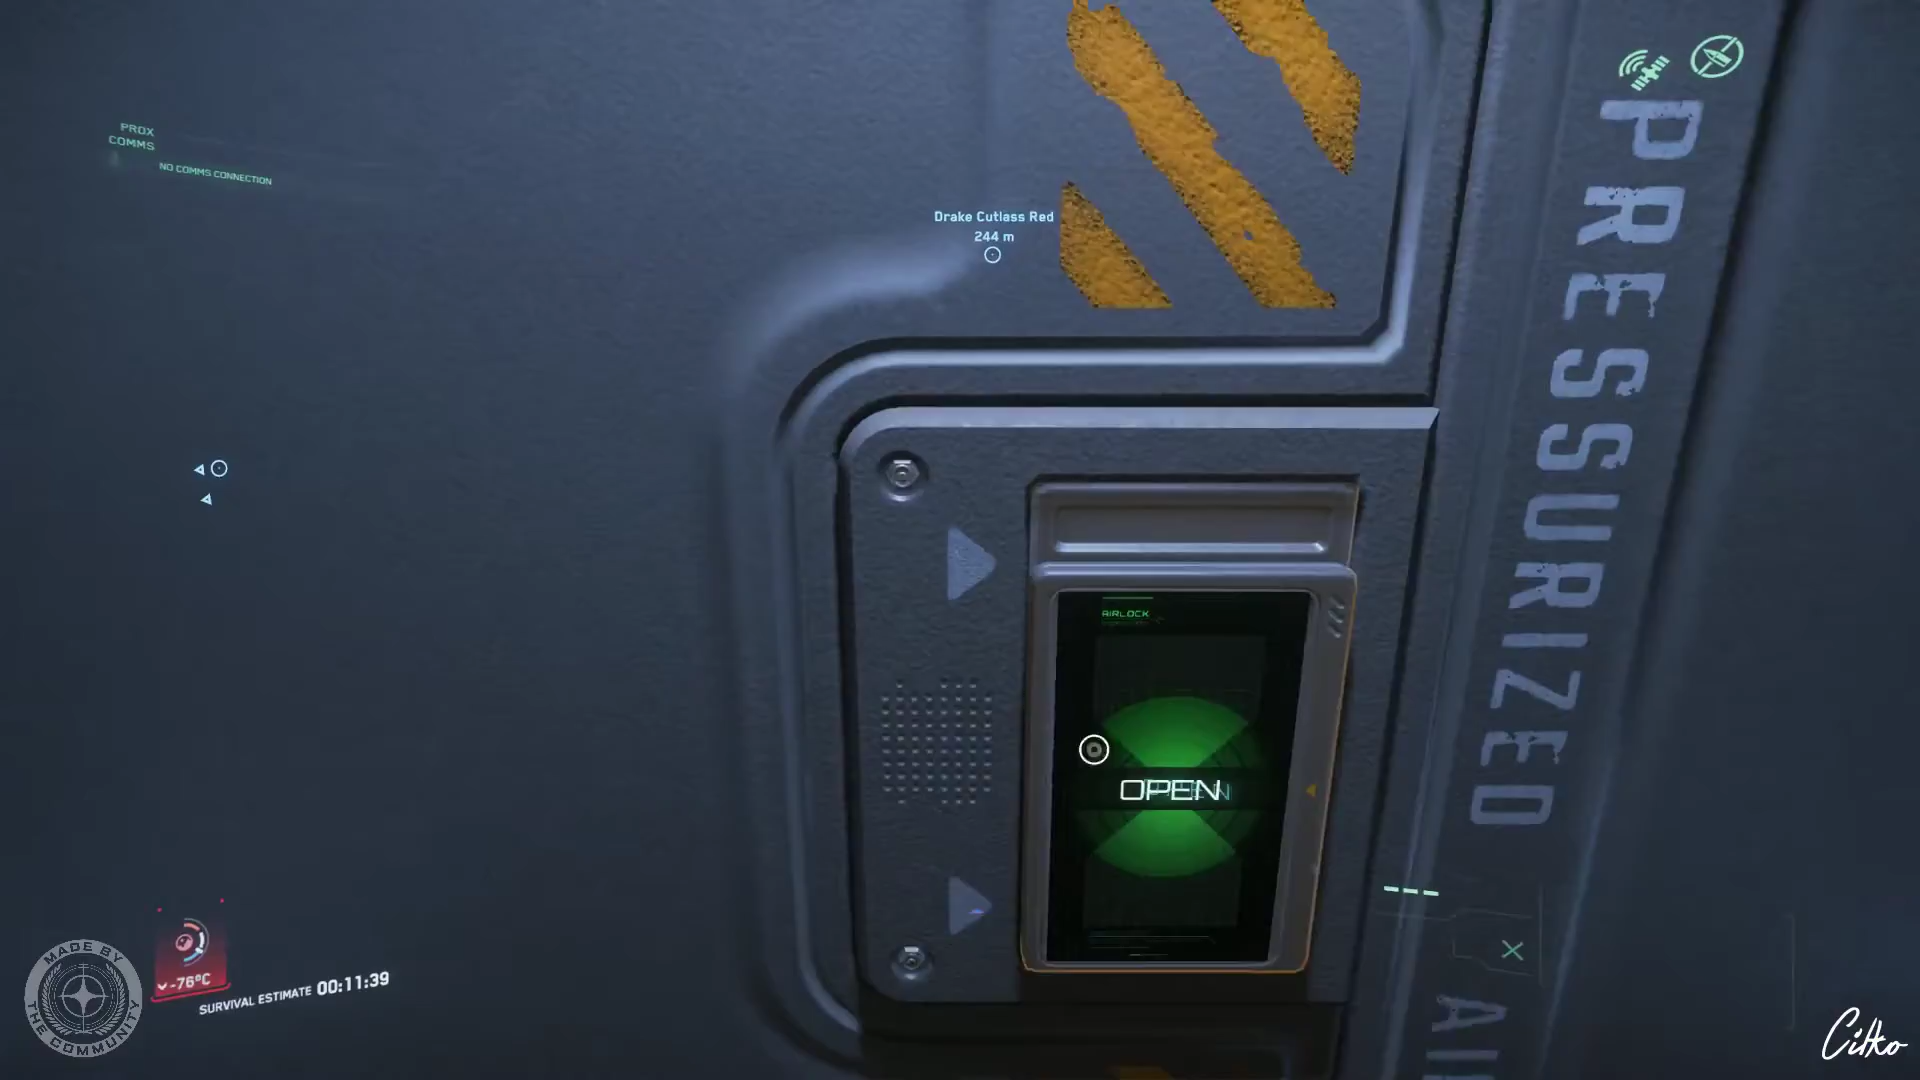 PROX
COMMS
NO COMMS CONNECTION
Drake Cutlass Red
244 m
PRESSURIZED
AIRLOCK
OPEN
-76°C
SURVIVAL ESTIMATE 00:11:39
MADE BY
THE COMMUNITY
Cilko